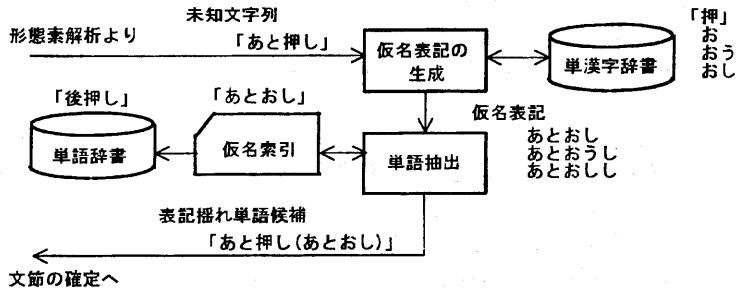 未知文字列
形態素解析より
「あと押し」
仮名表記の
生成
単漢字辞書
「押」
お
おう
おし
「後押し」
「あとおし」
仮名表記
あとおし
あとおうし
あとおしし
単語辞書
仮名索引
単語抽出
表記揺れ単語候補
「あと押し(あとおし)」
文節の確定へ